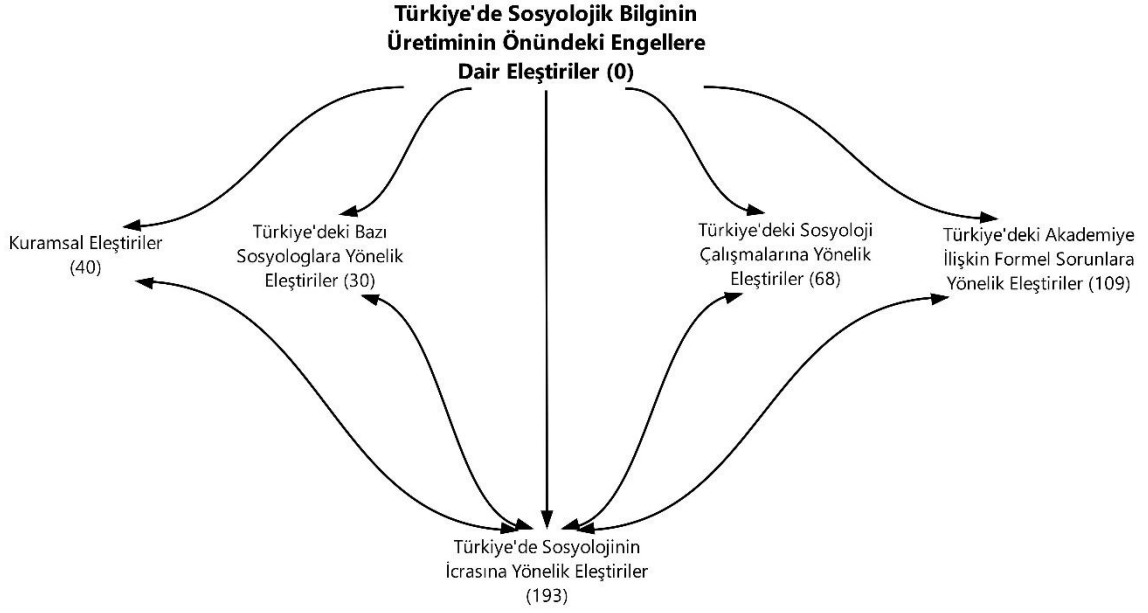 Türkiye'de Sosyolojik Bilginin
Üretiminin Önündeki Engellere
Dair Eleştiriler (0)
Kuramsal Eleştiriler
(40)
Türkiye'deki Bazı
Sosyologlara Yönelik
Eleştiriler (30)
Türkiye'deki Sosyoloji
Çalışmalarına Yönelik
Eleştiriler (68)
Türkiye'deki Akademiye
İlişkin Formel Sorunlara
Yönelik Eleştiriler (109)
Türkiye'de Sosyolojinin
İcrasına Yönelik Eleştiriler
(193)